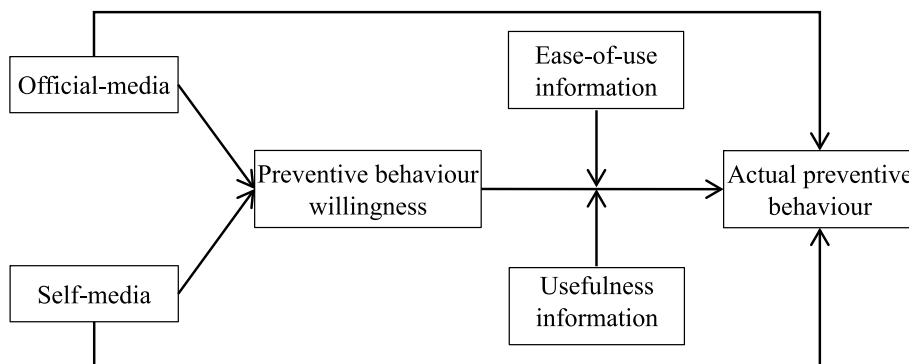 Official-media
Ease-of-use
information
Preventive behaviour
willingness
Actual preventive
behaviour
Self-media
Usefulness
information